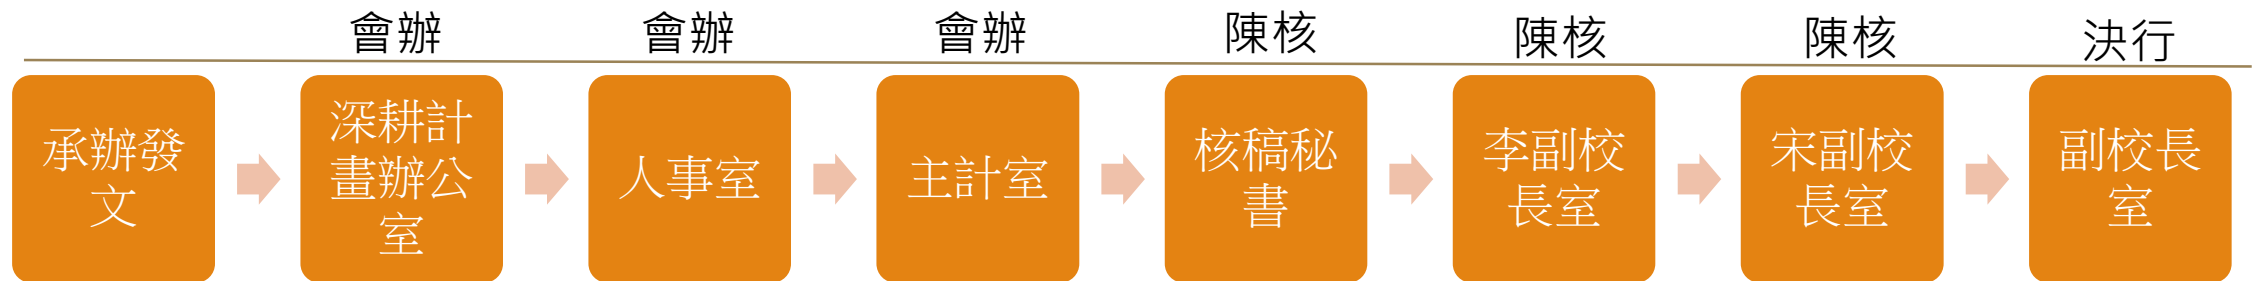 會辦
會辦
會辦
陳核
陳核
陳核
決行
承辦發
文
深耕計
畫辦公
室
人事室
主計室
核稿秘
書
李副校
長室
宋副校
長室
副校長
室